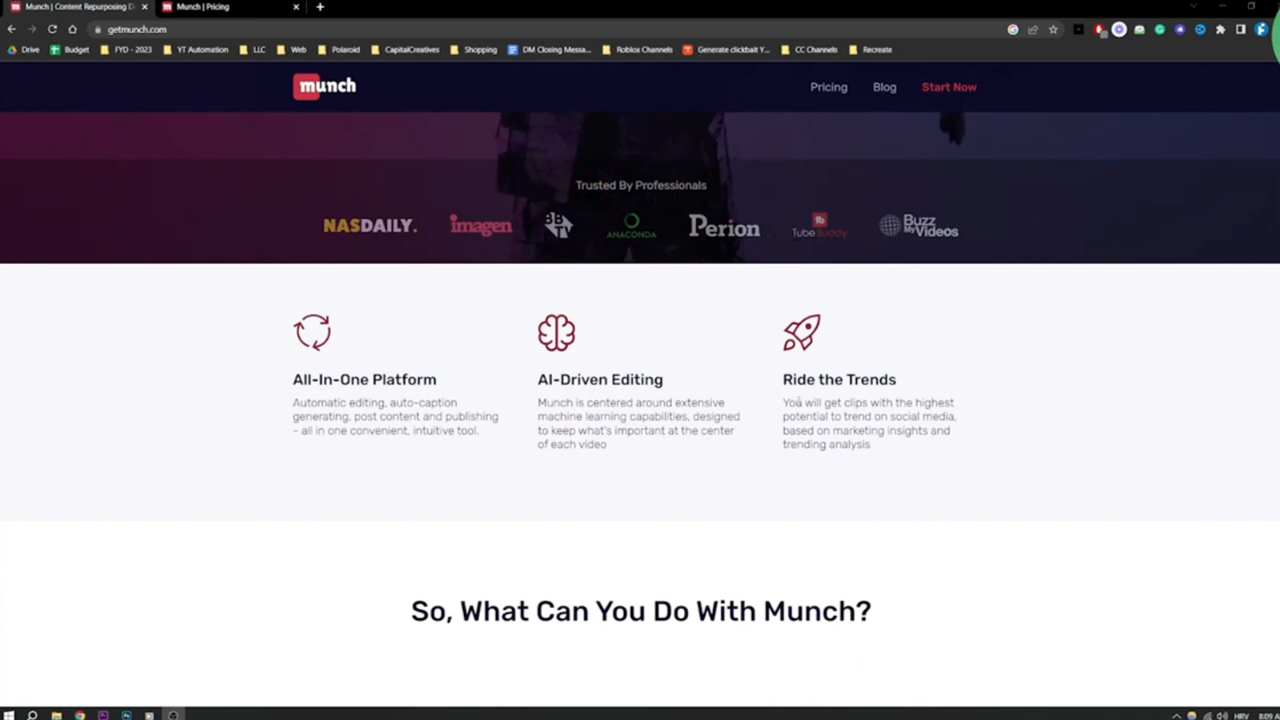 Munch | Content Repurposing D
Munch | Pricing
getmunch.com
Drive
Budget
FYD - 2023
YT Automation
LLC
Web
Polaroid
CapitalCreatives
Shopping
DM Closing Messa...
Roblox Channels
Generate clickbait Y...
CC Channels
Recreate
munch
Pricing
Blog
Start Now
Trusted By Professionals
NASDAILY.
imagen
ANACONDA
Perion
TubeBuddy
Buzz
My Videos
All-In-One Platform
Automatic editing, auto-caption
generating, post content and publishing
- all in one convenient, intuitive tool.
AI-Driven Editing
Munch is centered around extensive
machine learning capabilities, designed
to keep what's important at the center
of each video
Ride the Trends
You will get clips with the highest
potential to trend on social media,
based on marketing insights and
trending analysis
So, What Can You Do With Munch?
HRV